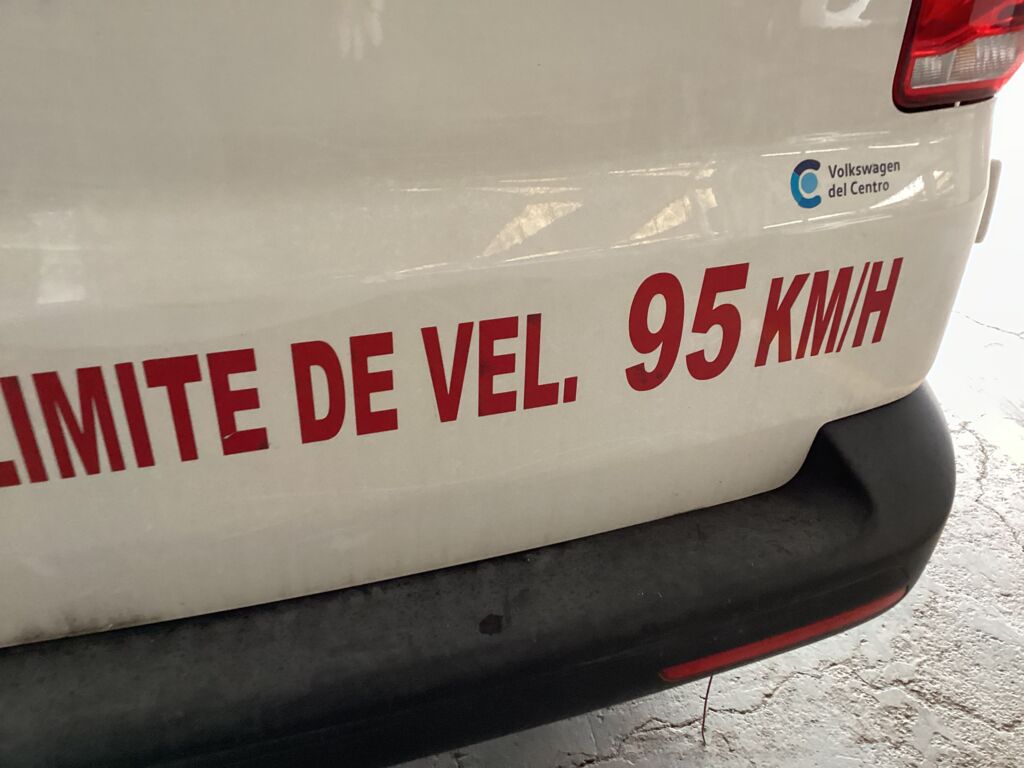 Volkswagen
del Centro
LIMITE DE VEL. 95 KM/H